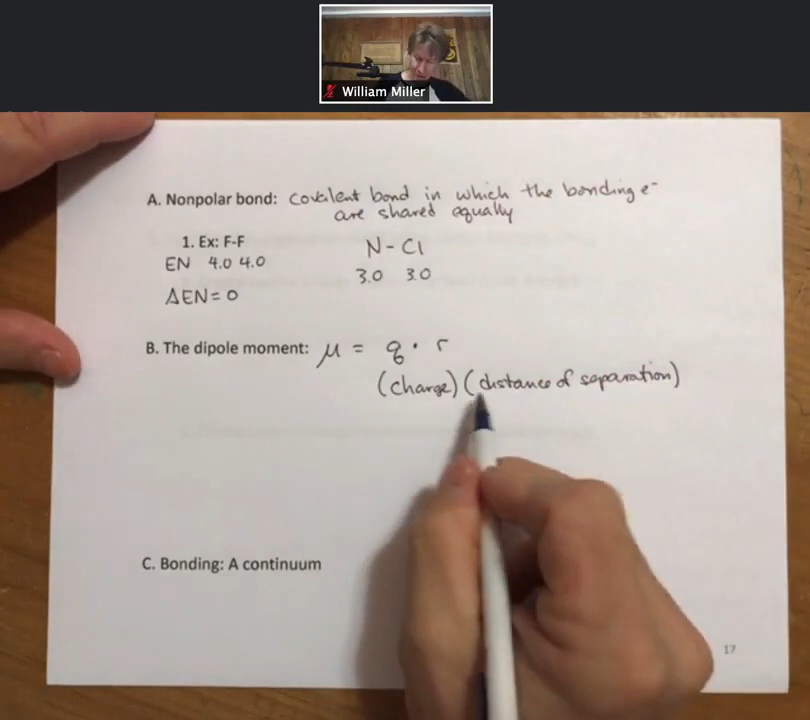 William Miller
A. Nonpolar bond: covalent bond in which the bonding e⁻
are shared equally
1. Ex: F-F
N - Cl
EN 4.0 4.0
3.0 3.0
ΔEN = 0
B. The dipole moment: μ = q · r
(charge) (distance of separation)
C. Bonding: A continuum
17